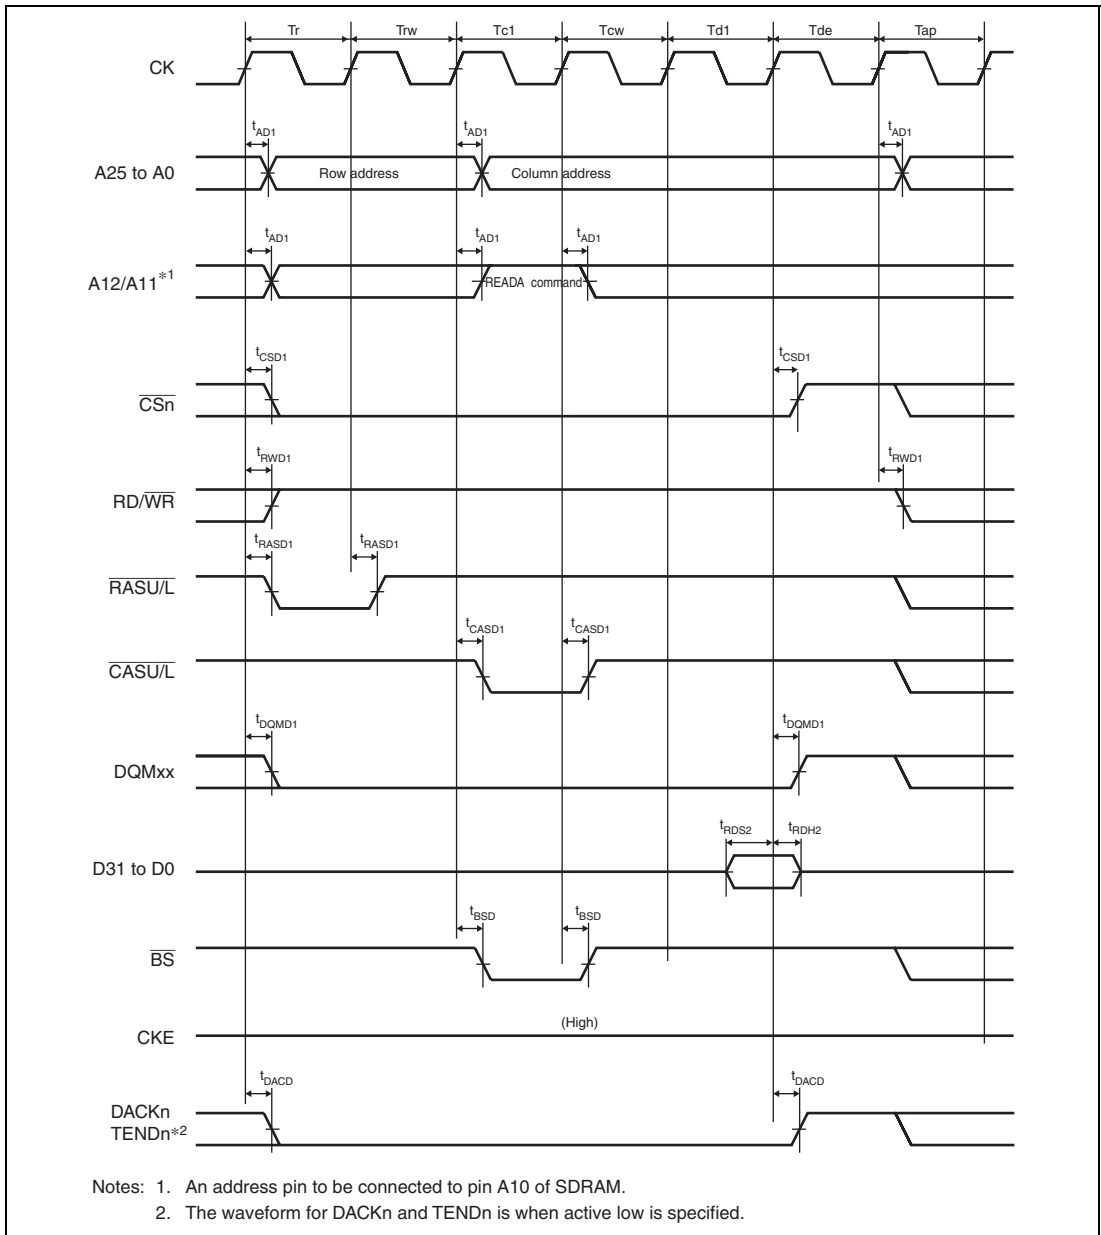 Tr Trw Tc1 Tcw Td1 Tde Tap
CK
tAD1 tAD1 tAD1
A25 to A0 Row address Column address
tAD1 tAD1 tAD1
A12/A11*1 READA command
tCSD1 tCSD1
CSn
tRWD1 tRWD1
RD/WR
tRASD1 tRASD1
RASU/L
tCASD1 tCASD1
CASU/L
tDQMD1 tDQMD1
DQMxx
tRDS2 tRDH2
D31 to D0
tBSD tBSD
BS
(High)
CKE
tDACD tDACD
DACKn
TENDn*2
Notes: 1. An address pin to be connected to pin A10 of SDRAM.
2. The waveform for DACKn and TENDn is when active low is specified.